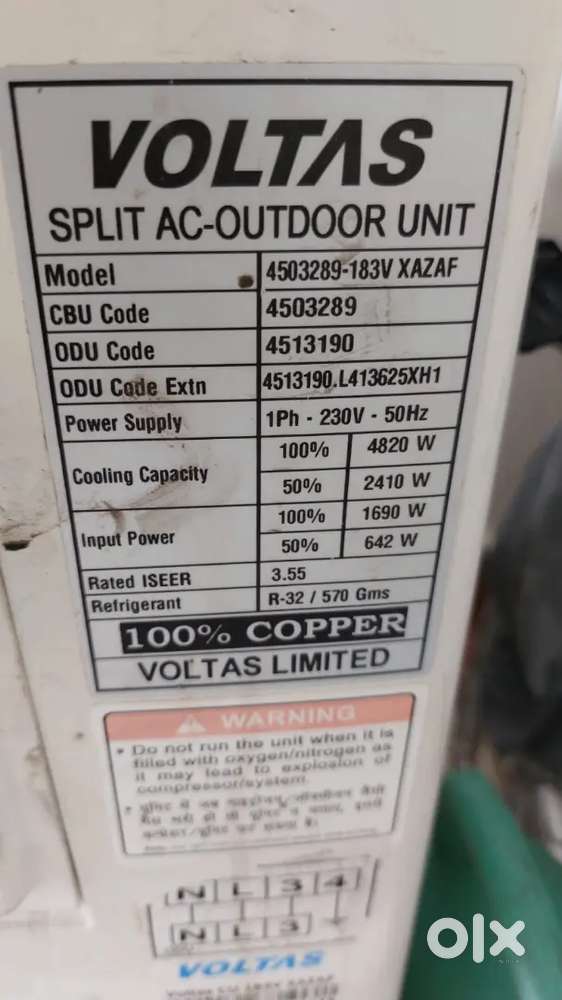 VOLTAS
SPLIT AC-OUTDOOR UNIT
Model 4503289-183V XAZAF
CBU Code 4503289
ODU Code 4513190
ODU Code Extn 4513190.L413625XH1
Power Supply 1Ph - 230V - 50Hz
Cooling Capacity 100% 4820 W
50% 2410 W
Input Power 100% 1690 W
50% 642 W
Rated ISEER 3.55
Refrigerant R-32 / 570 Gms
100% COPPER
VOLTAS LIMITED
WARNING
• Do not run the unit when it is
filled with oxygen/nitrogen as
it may lead to explosion of
compressor/system.
N L 3 4
N L 3
VOLTAS
olx